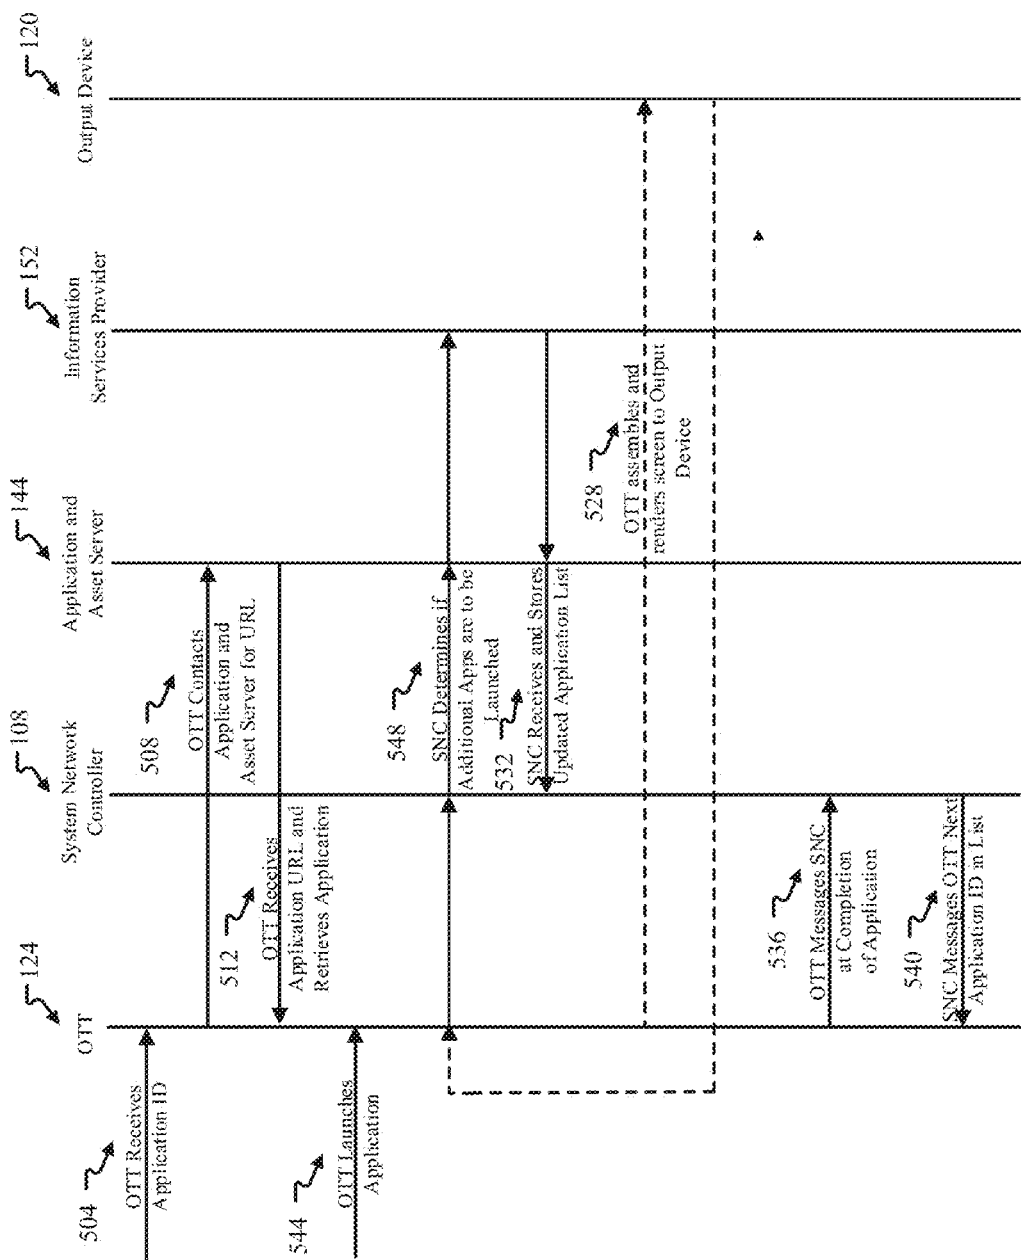 OTT
124
System Network
Controller
108
Application and
Asset Server
144
Information
Services Provider
152
Output Device
120
504
OTT Receives
Application ID
508
OTT Contacts
Application and
Asset Server for URL
512
OTT Receives
Application URL and
Retrieves Application
544
OTT Launches
Application
548
SNC Determines if
Additional Apps are to be
Launched
532
SNC Receives and Stores
Updated Application List
528
OTT assembles and
renders screen to Output
Device
536
OTT Messages SNC
at Completion
of Application
540
SNC Messages OTT Next
Application ID in List